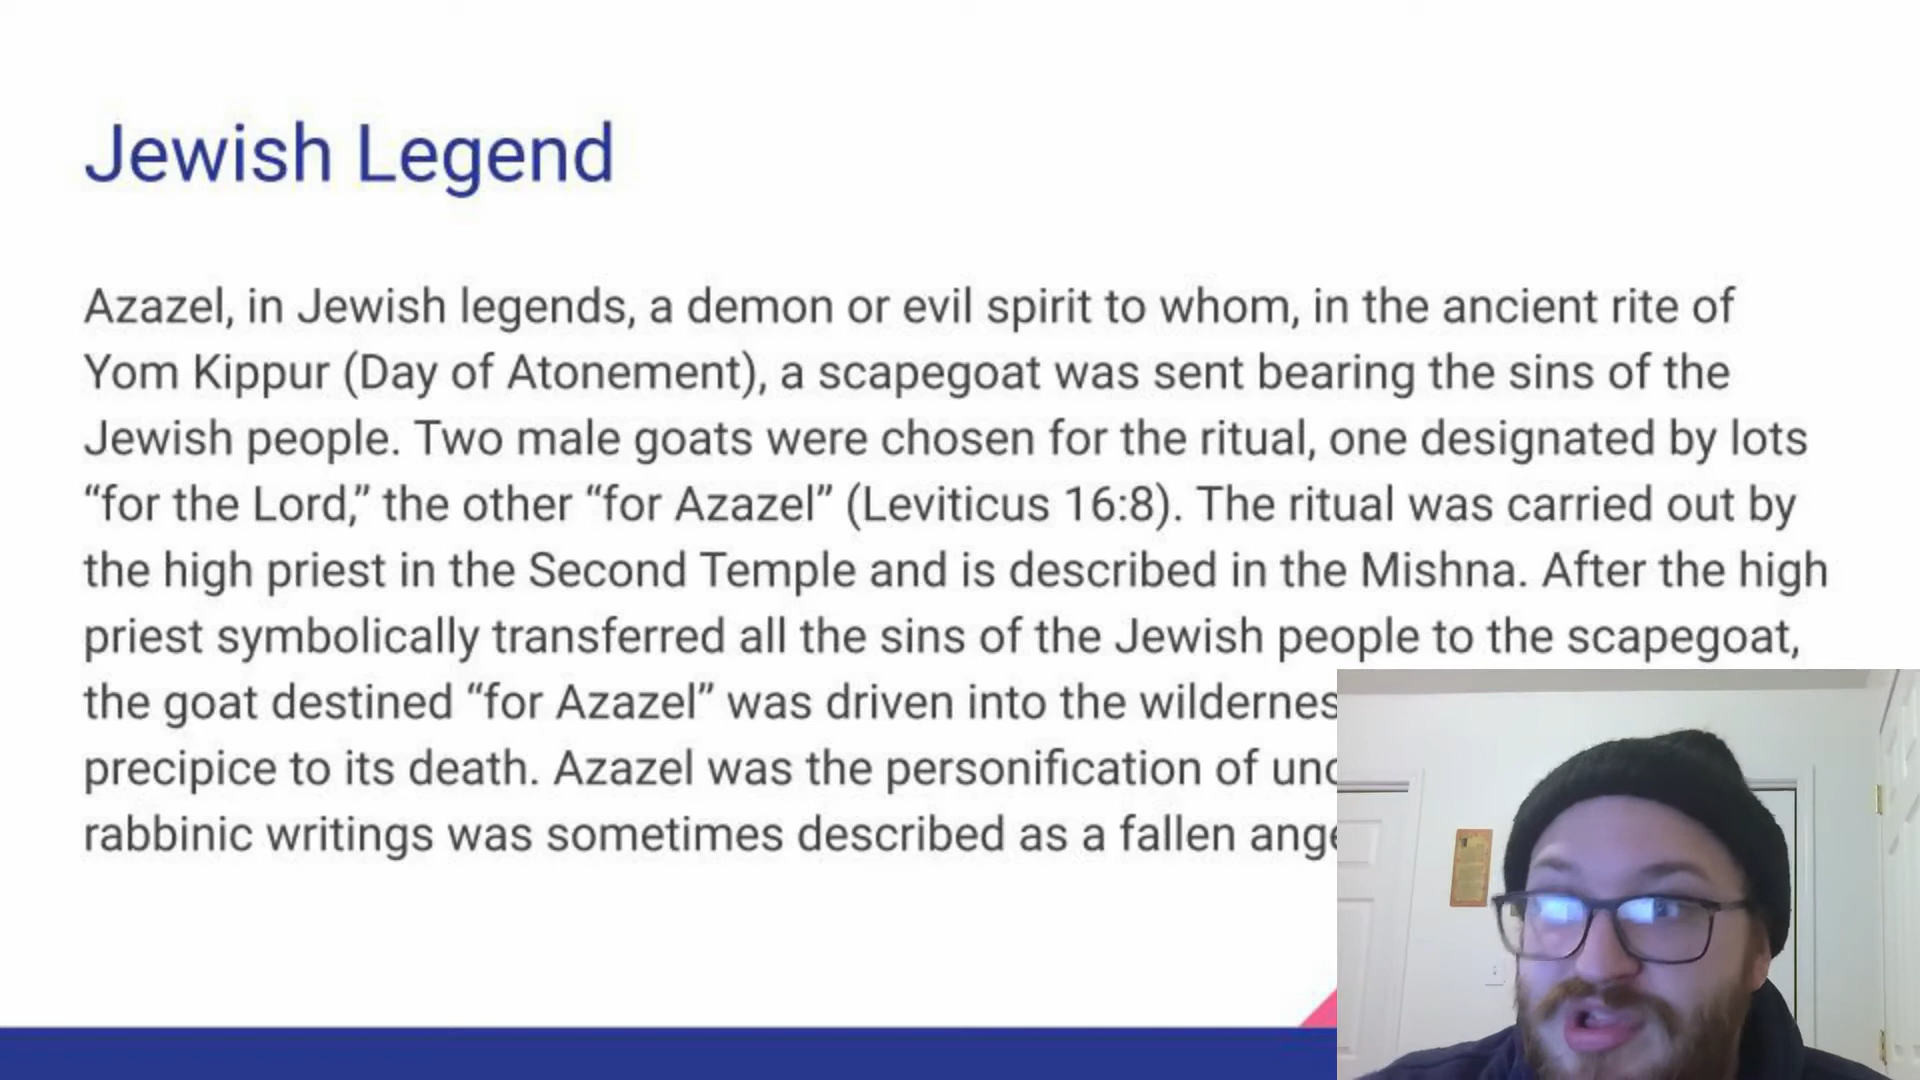 Jewish Legend
Azazel, in Jewish legends, a demon or evil spirit to whom, in the ancient rite of
Yom Kippur (Day of Atonement), a scapegoat was sent bearing the sins of the
Jewish people. Two male goats were chosen for the ritual, one designated by lots
“for the Lord,” the other “for Azazel” (Leviticus 16:8). The ritual was carried out by
the high priest in the Second Temple and is described in the Mishna. After the high
priest symbolically transferred all the sins of the Jewish people to the scapegoat,
the goat destined “for Azazel” was driven into the
precipice to its death. Azazel was the personification of
rabbinic writings was sometimes described as a fallen